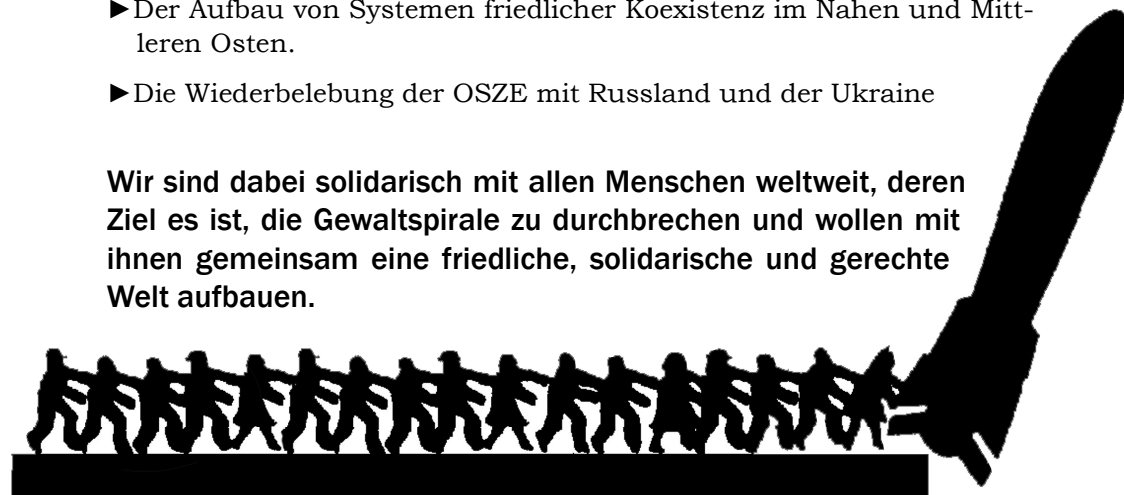 ►Der Aufbau von Systemen friedlicher Koexistenz im Nahen und Mitt-
leren Osten.
►Die Wiederbelebung der OSZE mit Russland und der Ukraine
Wir sind dabei solidarisch mit allen Menschen weltweit, deren
Ziel es ist, die Gewaltspirale zu durchbrechen und wollen mit
ihnen gemeinsam eine friedliche, solidarische und gerechte
Welt aufbauen.